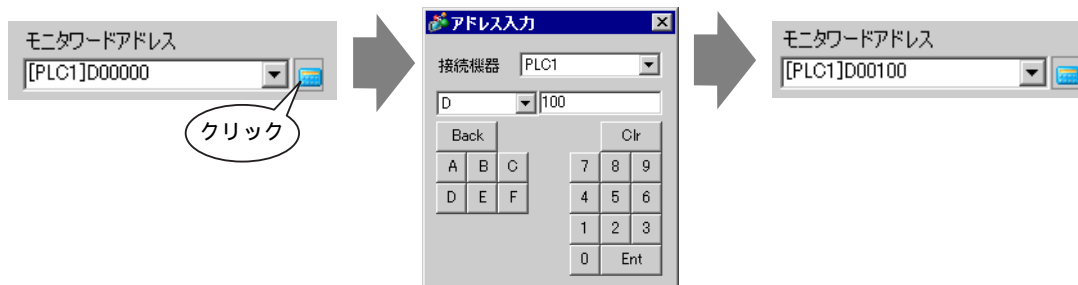 モニタワードアドレス
[PLC1]D00000
クリック
アドレス入力
接続機器 PLC1
D 100
Back Clr
A B C 7 8 9
D E F 4 5 6
1 2 3
0 Ent
モニタワードアドレス
[PLC1]D00100